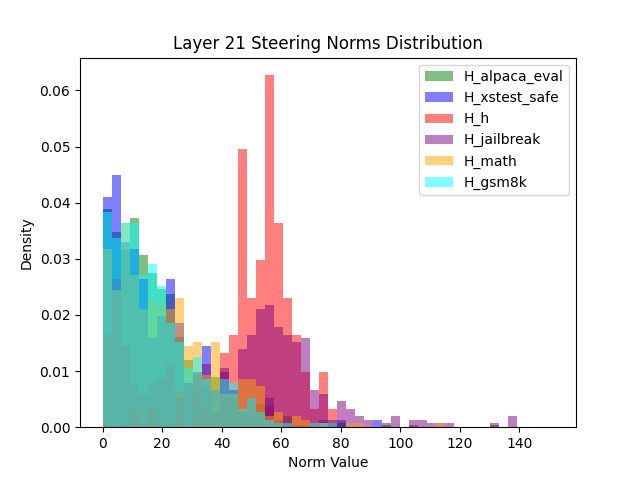 Layer 21 Steering Norms Distribution
Density
0.06
0.05
0.04
0.03
0.02
0.01
0.00
H_alpaca_eval
H_xstest_safe
H_h
H_jailbreak
H_math
H_gsm8k
0 20 40 60 80 100 120 140
Norm Value